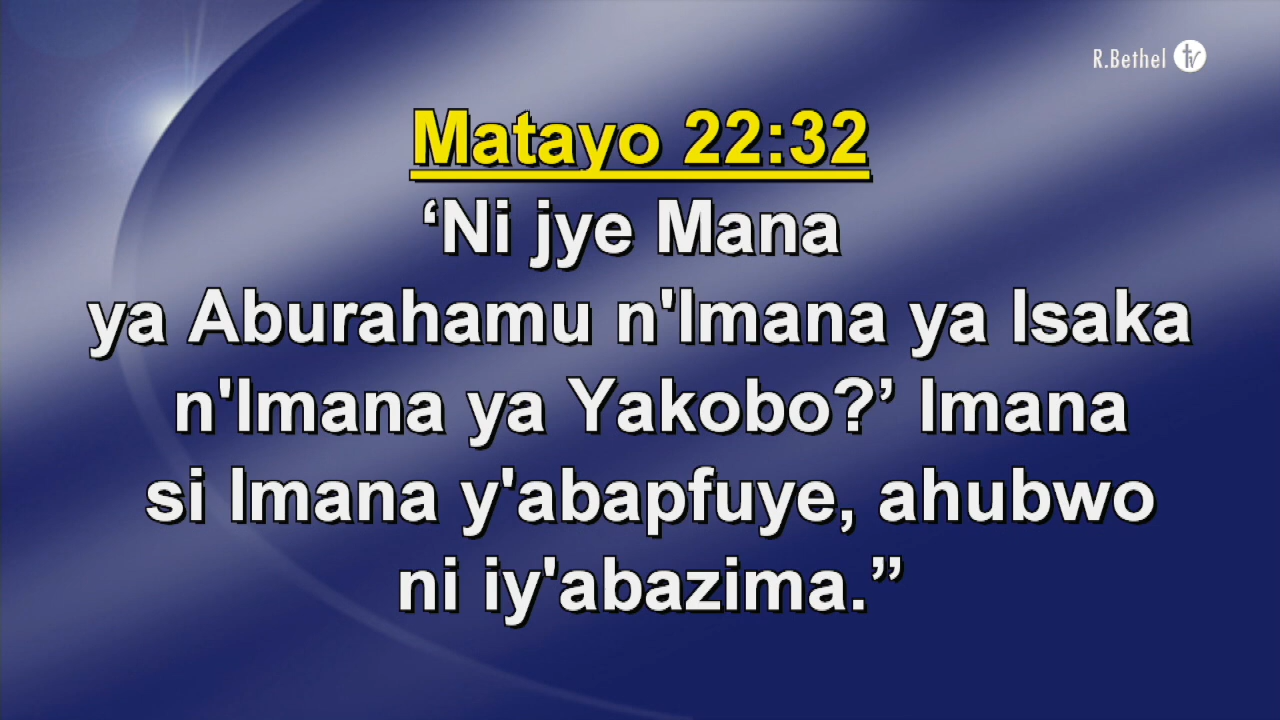 R.Bethel tv
Matayo 22:32
‘Ni jye Mana
ya Aburahamu n'Imana ya Isaka
n'Imana ya Yakobo?’ Imana
si Imana y'abapfuye, ahubwo
ni iy'abazima.”